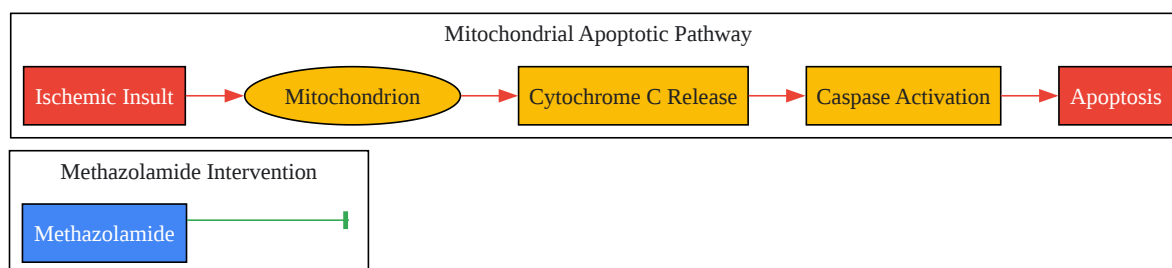 Mitochondrial Apoptotic Pathway
Ischemic Insult
Mitochondrion
Cytochrome C Release
Caspase Activation
Apoptosis
Methazolamide Intervention
Methazolamide